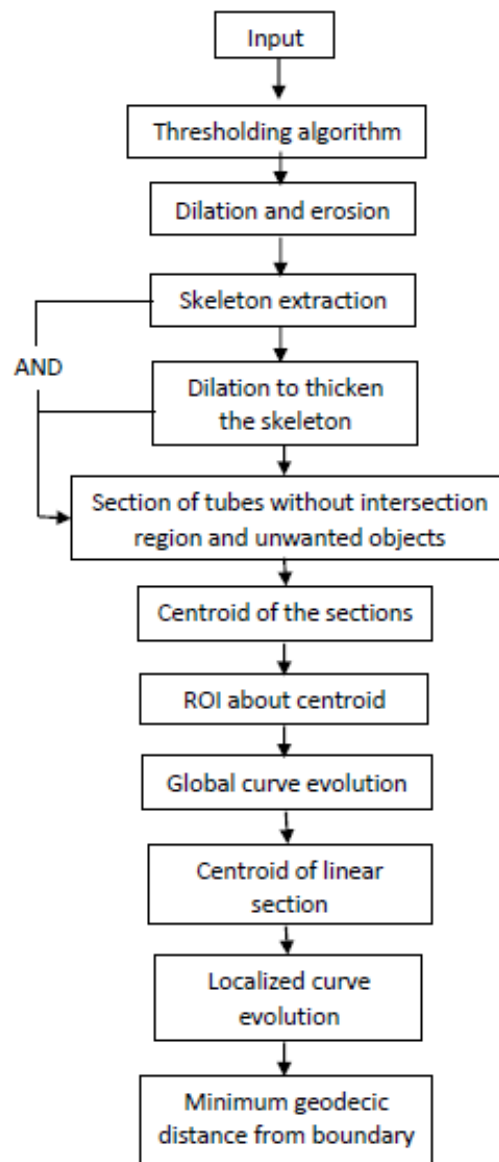 Input
Thresholding algorithm
Dilation and erosion
Skeleton extraction
AND
Dilation to thicken
the skeleton
Section of tubes without intersection
region and unwanted objects
Centroid of the sections
ROI about centroid
Global curve evolution
Centroid of linear
section
Localized curve
evolution
Minimum geodecic
distance from boundary